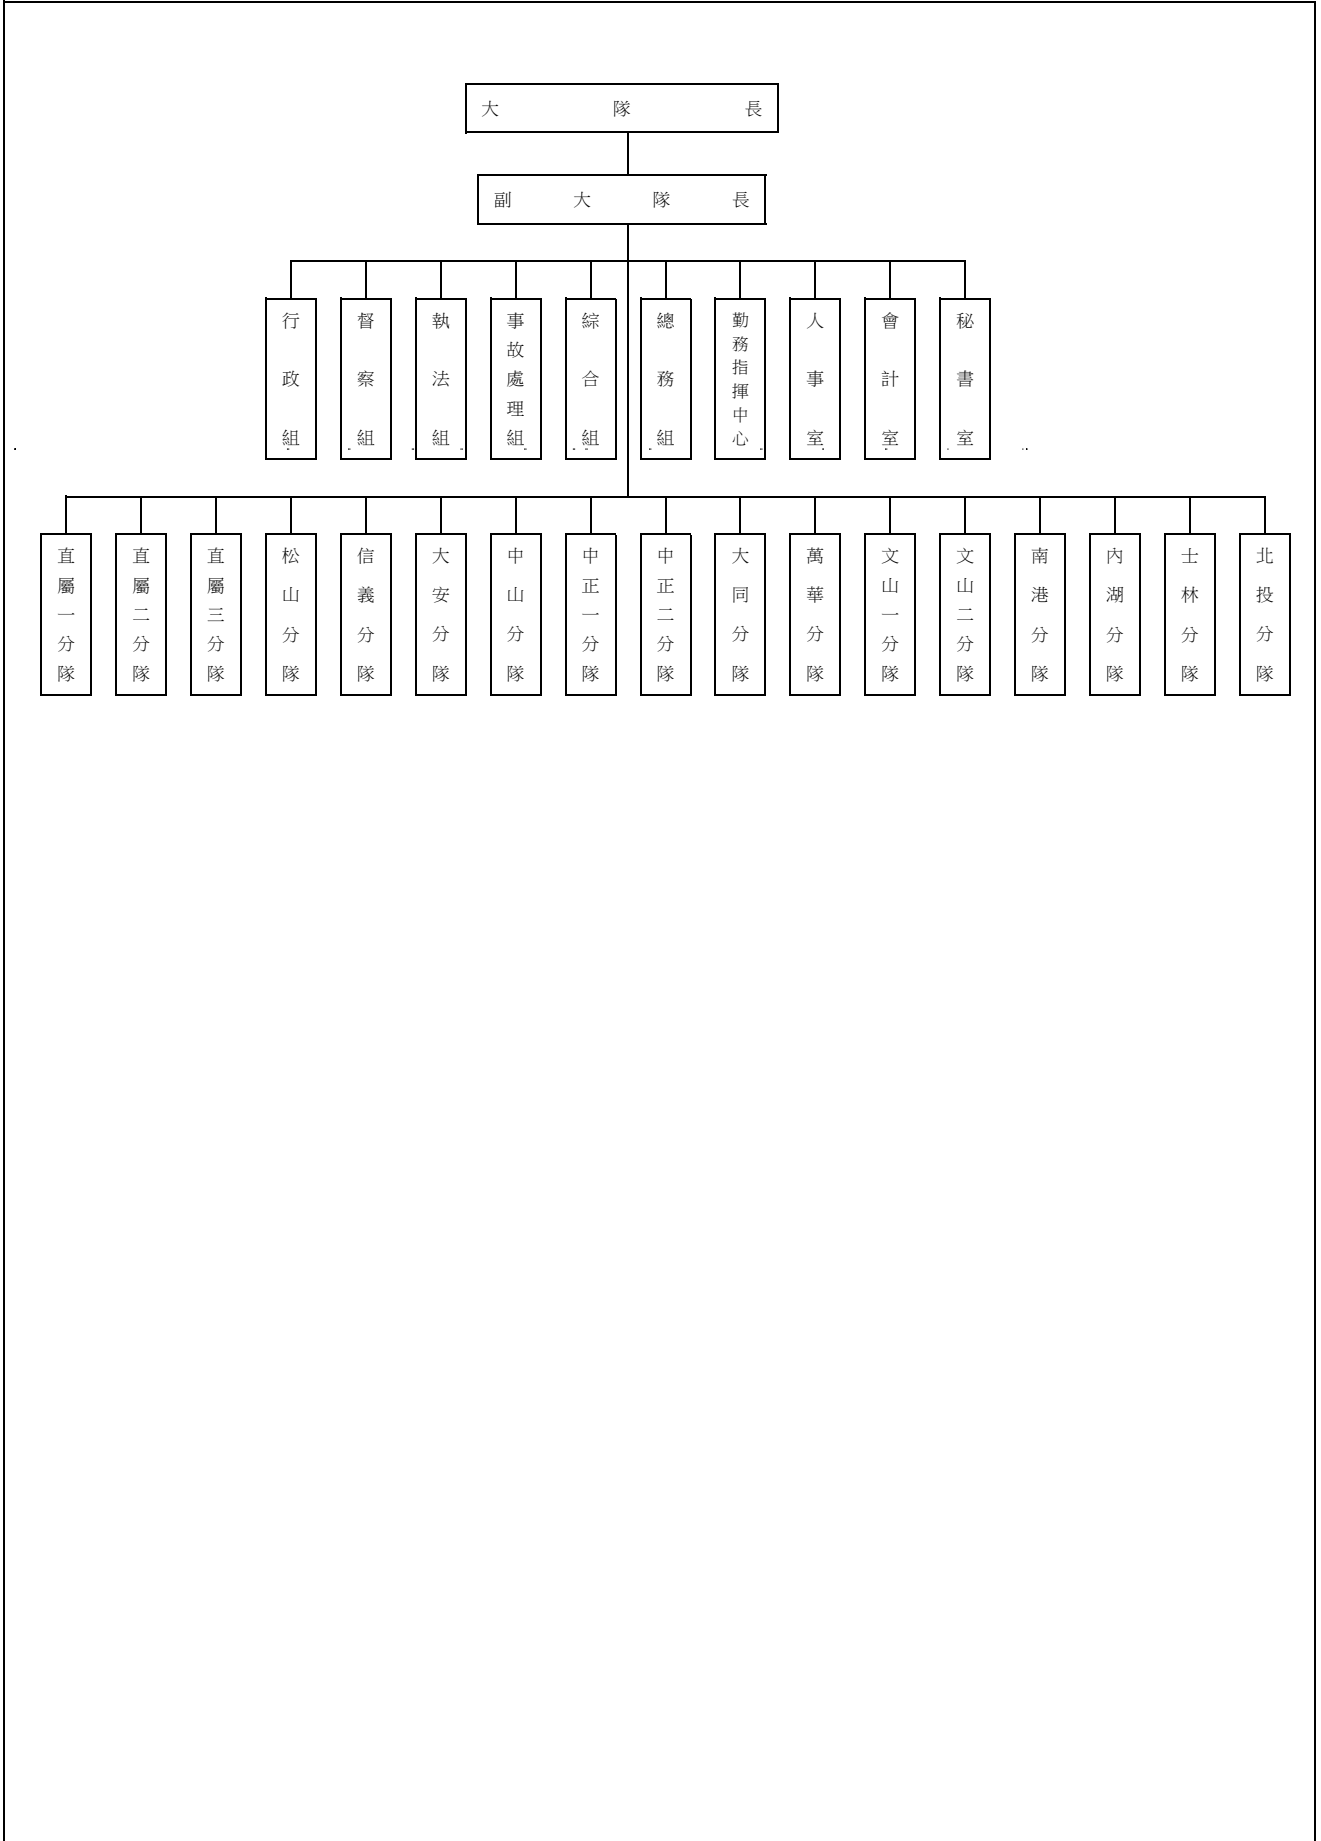 大隊長
副大隊長
行政組
督察組
執法組
事故處理組
綜合組
總務組
勤務指揮中心
人事室
會計室
秘書室
直屬一分隊
直屬二分隊
直屬三分隊
松山分隊
信義分隊
大安分隊
中山分隊
中正一分隊
中正二分隊
大同分隊
萬華分隊
文山一分隊
文山二分隊
南港分隊
內湖分隊
士林分隊
北投分隊